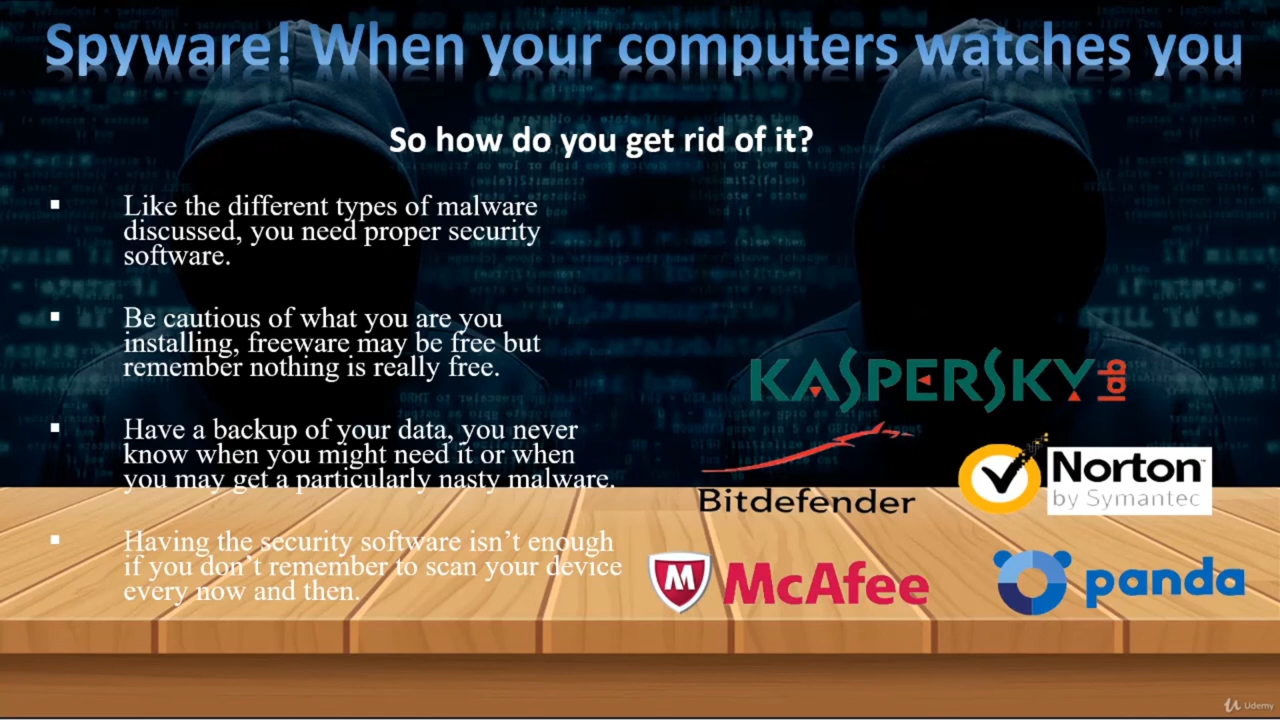 Spyware! When your computers watches you
So how do you get rid of it?
Like the different types of malware
discussed, you need proper security
software.
Be cautious of what you are you
installing, freeware may be free but
remember nothing is really free.
Have a backup of your data, you never
know when you might need it or when
you may get a particularly nasty malware.
Having the security software isn’t enough
if you don’t remember to scan your device
every now and then.
KASPERSKY lab
Bitdefender
Norton
by Symantec
McAfee
panda
Udemy